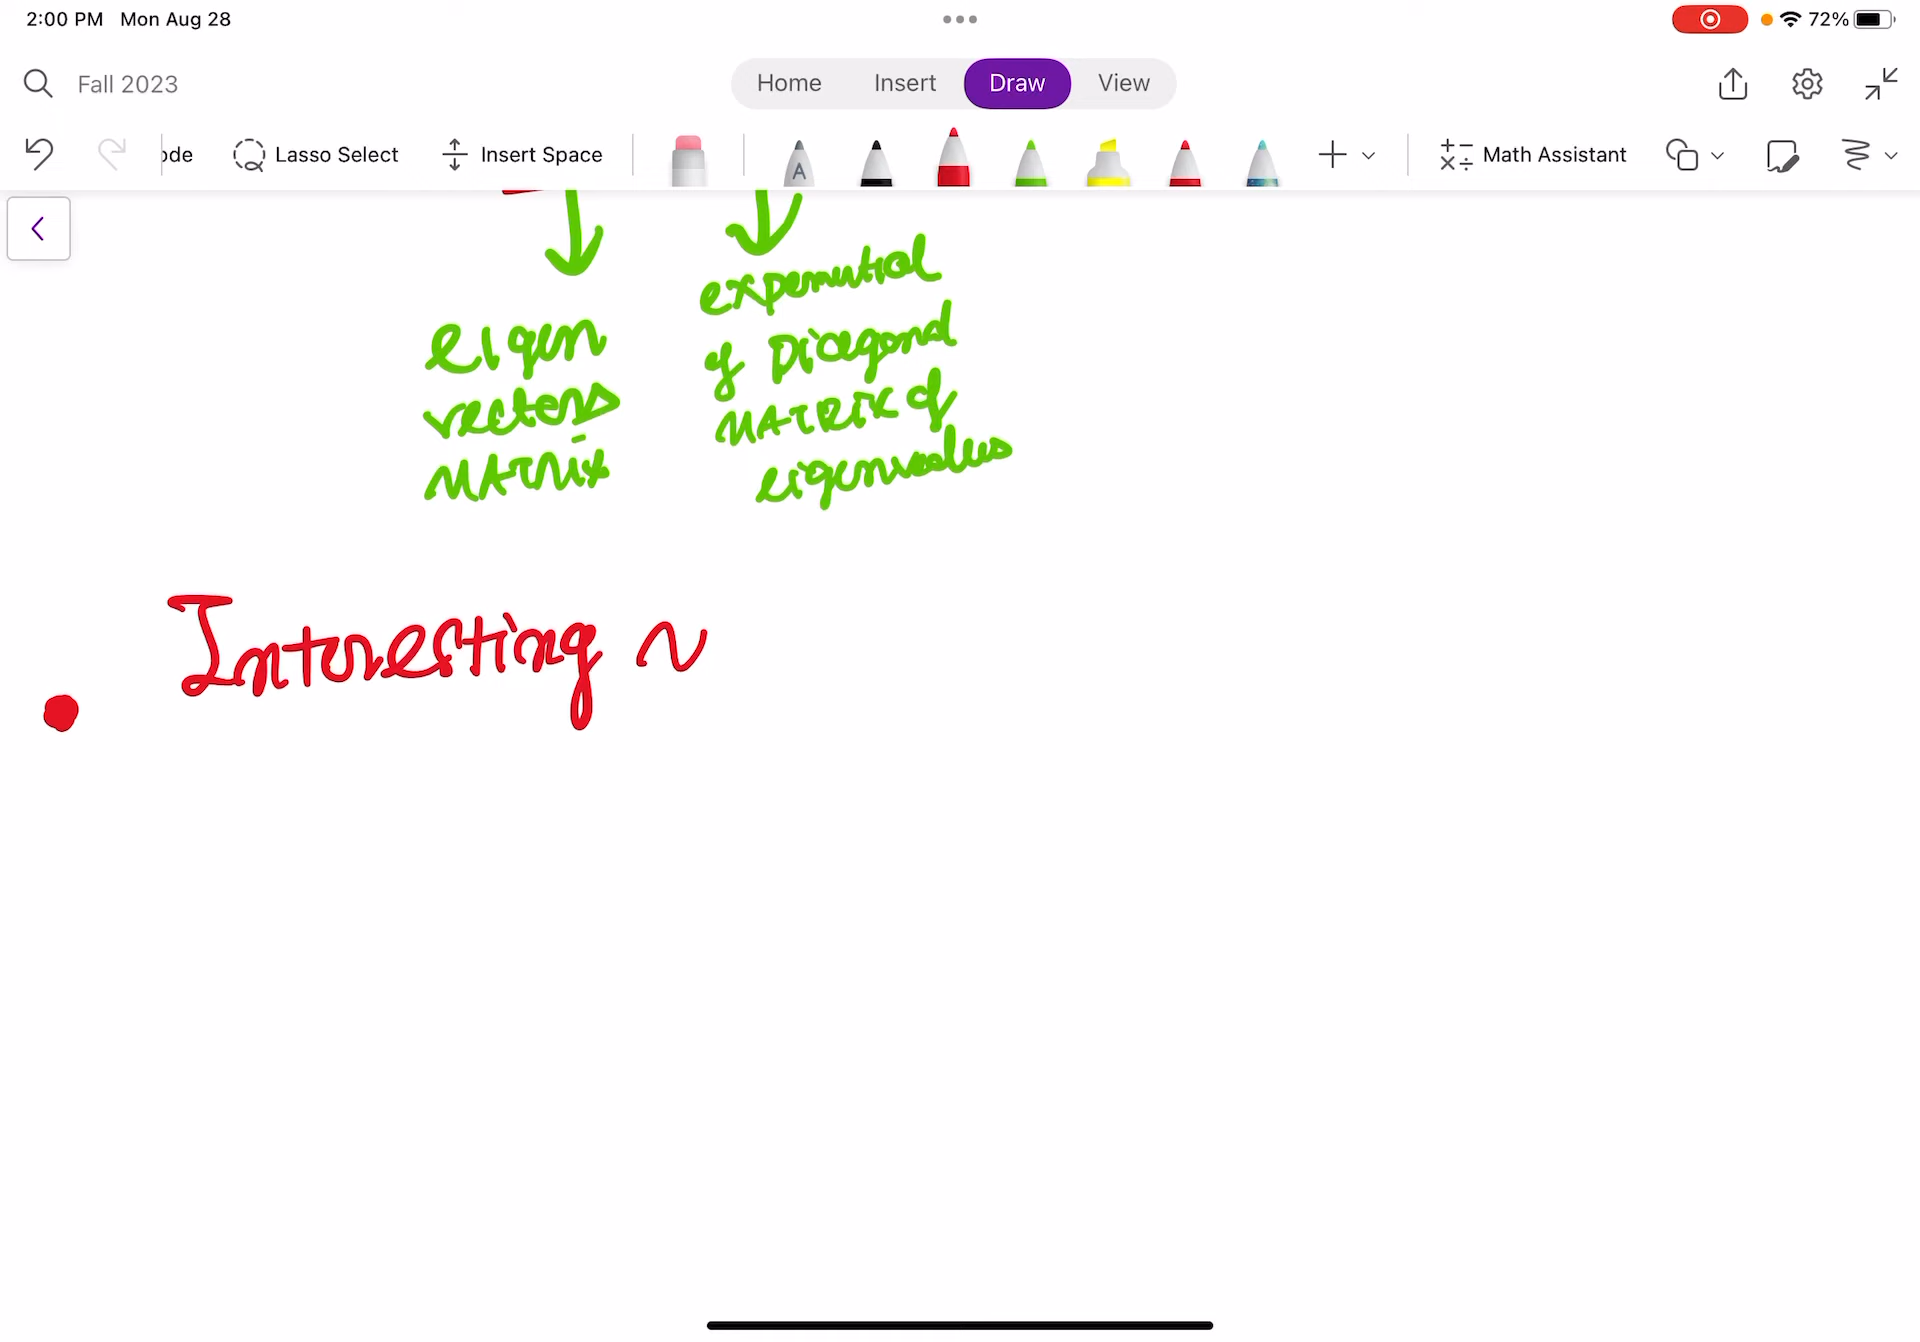 2:00 PM Mon Aug 28
72%
Fall 2023
Home Insert Draw View
ode Lasso Select Insert Space A Math Assistant
eigen
vectors
MATRIX
exponential
of Diagonal
MATRIX of
eigenvalues
Interesting N